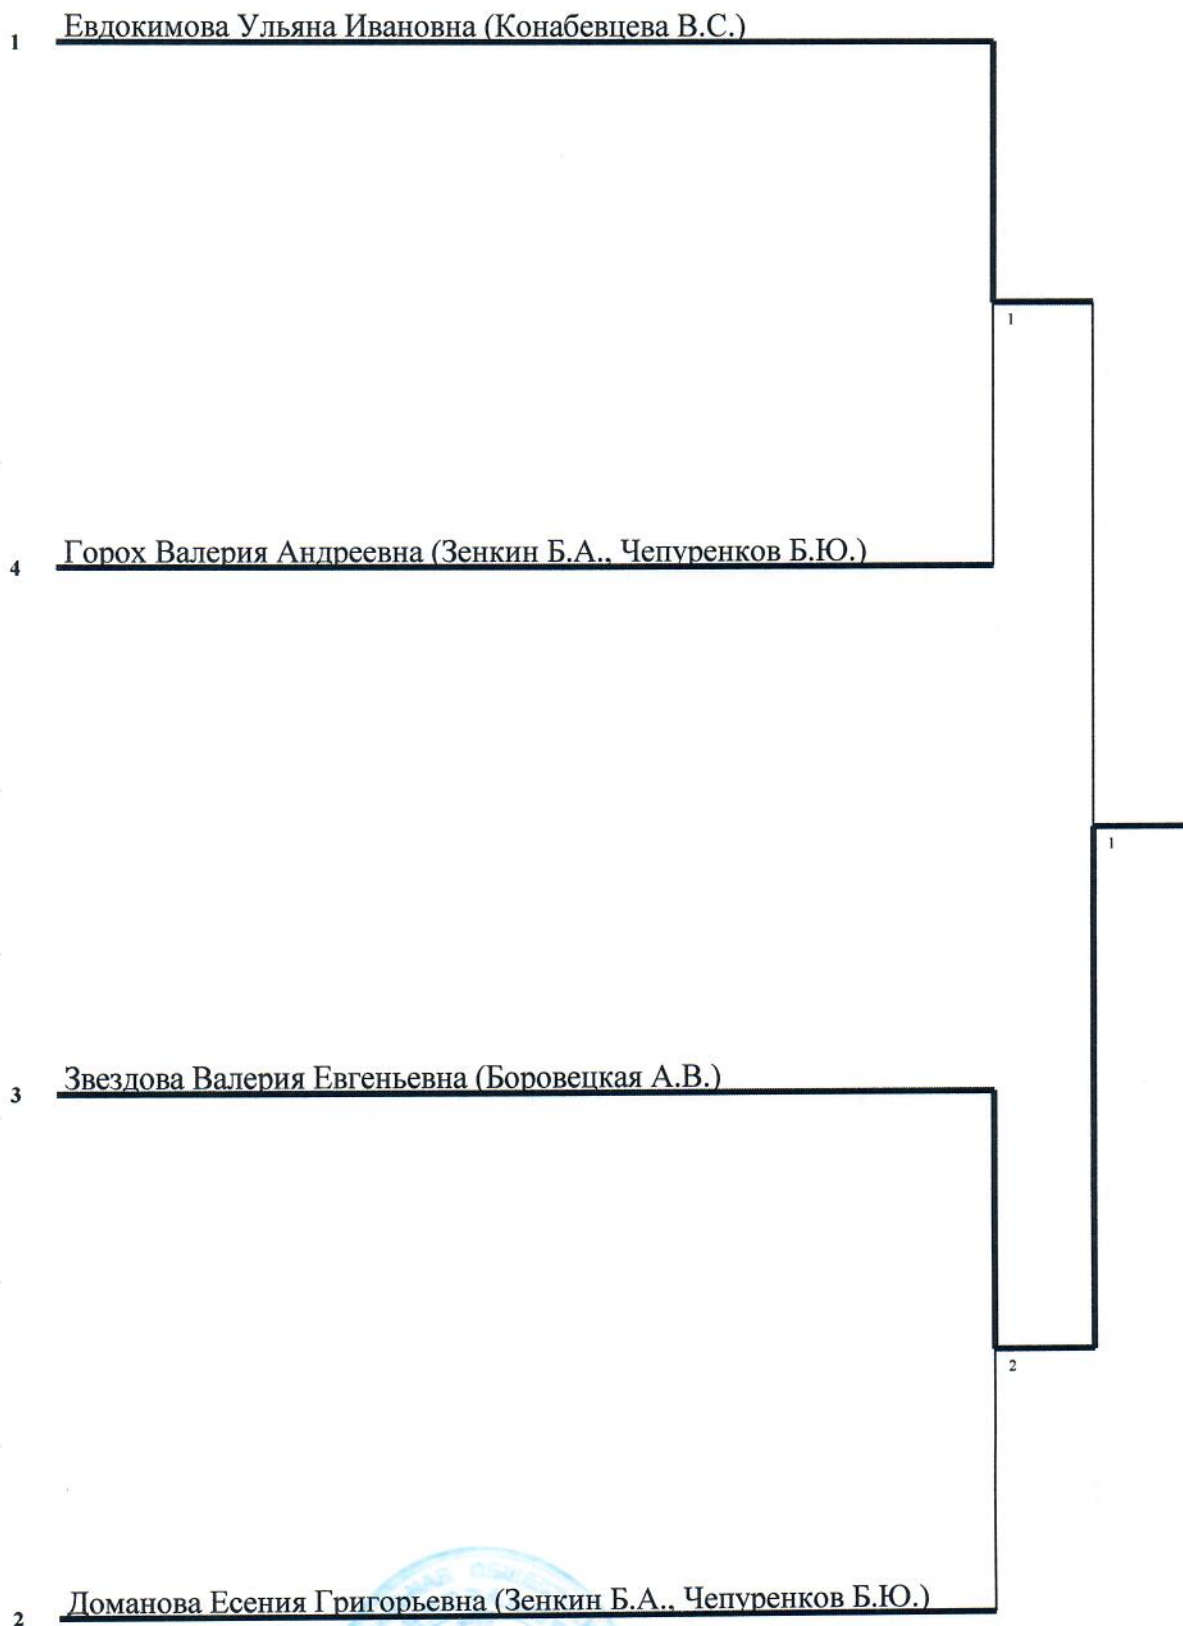 1 Евдокимова Ульяна Ивановна (Конабевцева В.С.)
1
4 Горох Валерия Андреевна (Зенкин Б.А., Чепуренков Б.Ю.)
1
3 Звездова Валерия Евгеньевна (Боровецкая А.В.)
2
2 Доманова Есения Григорьевна (Зенкин Б.А., Чепуренков Б.Ю.)